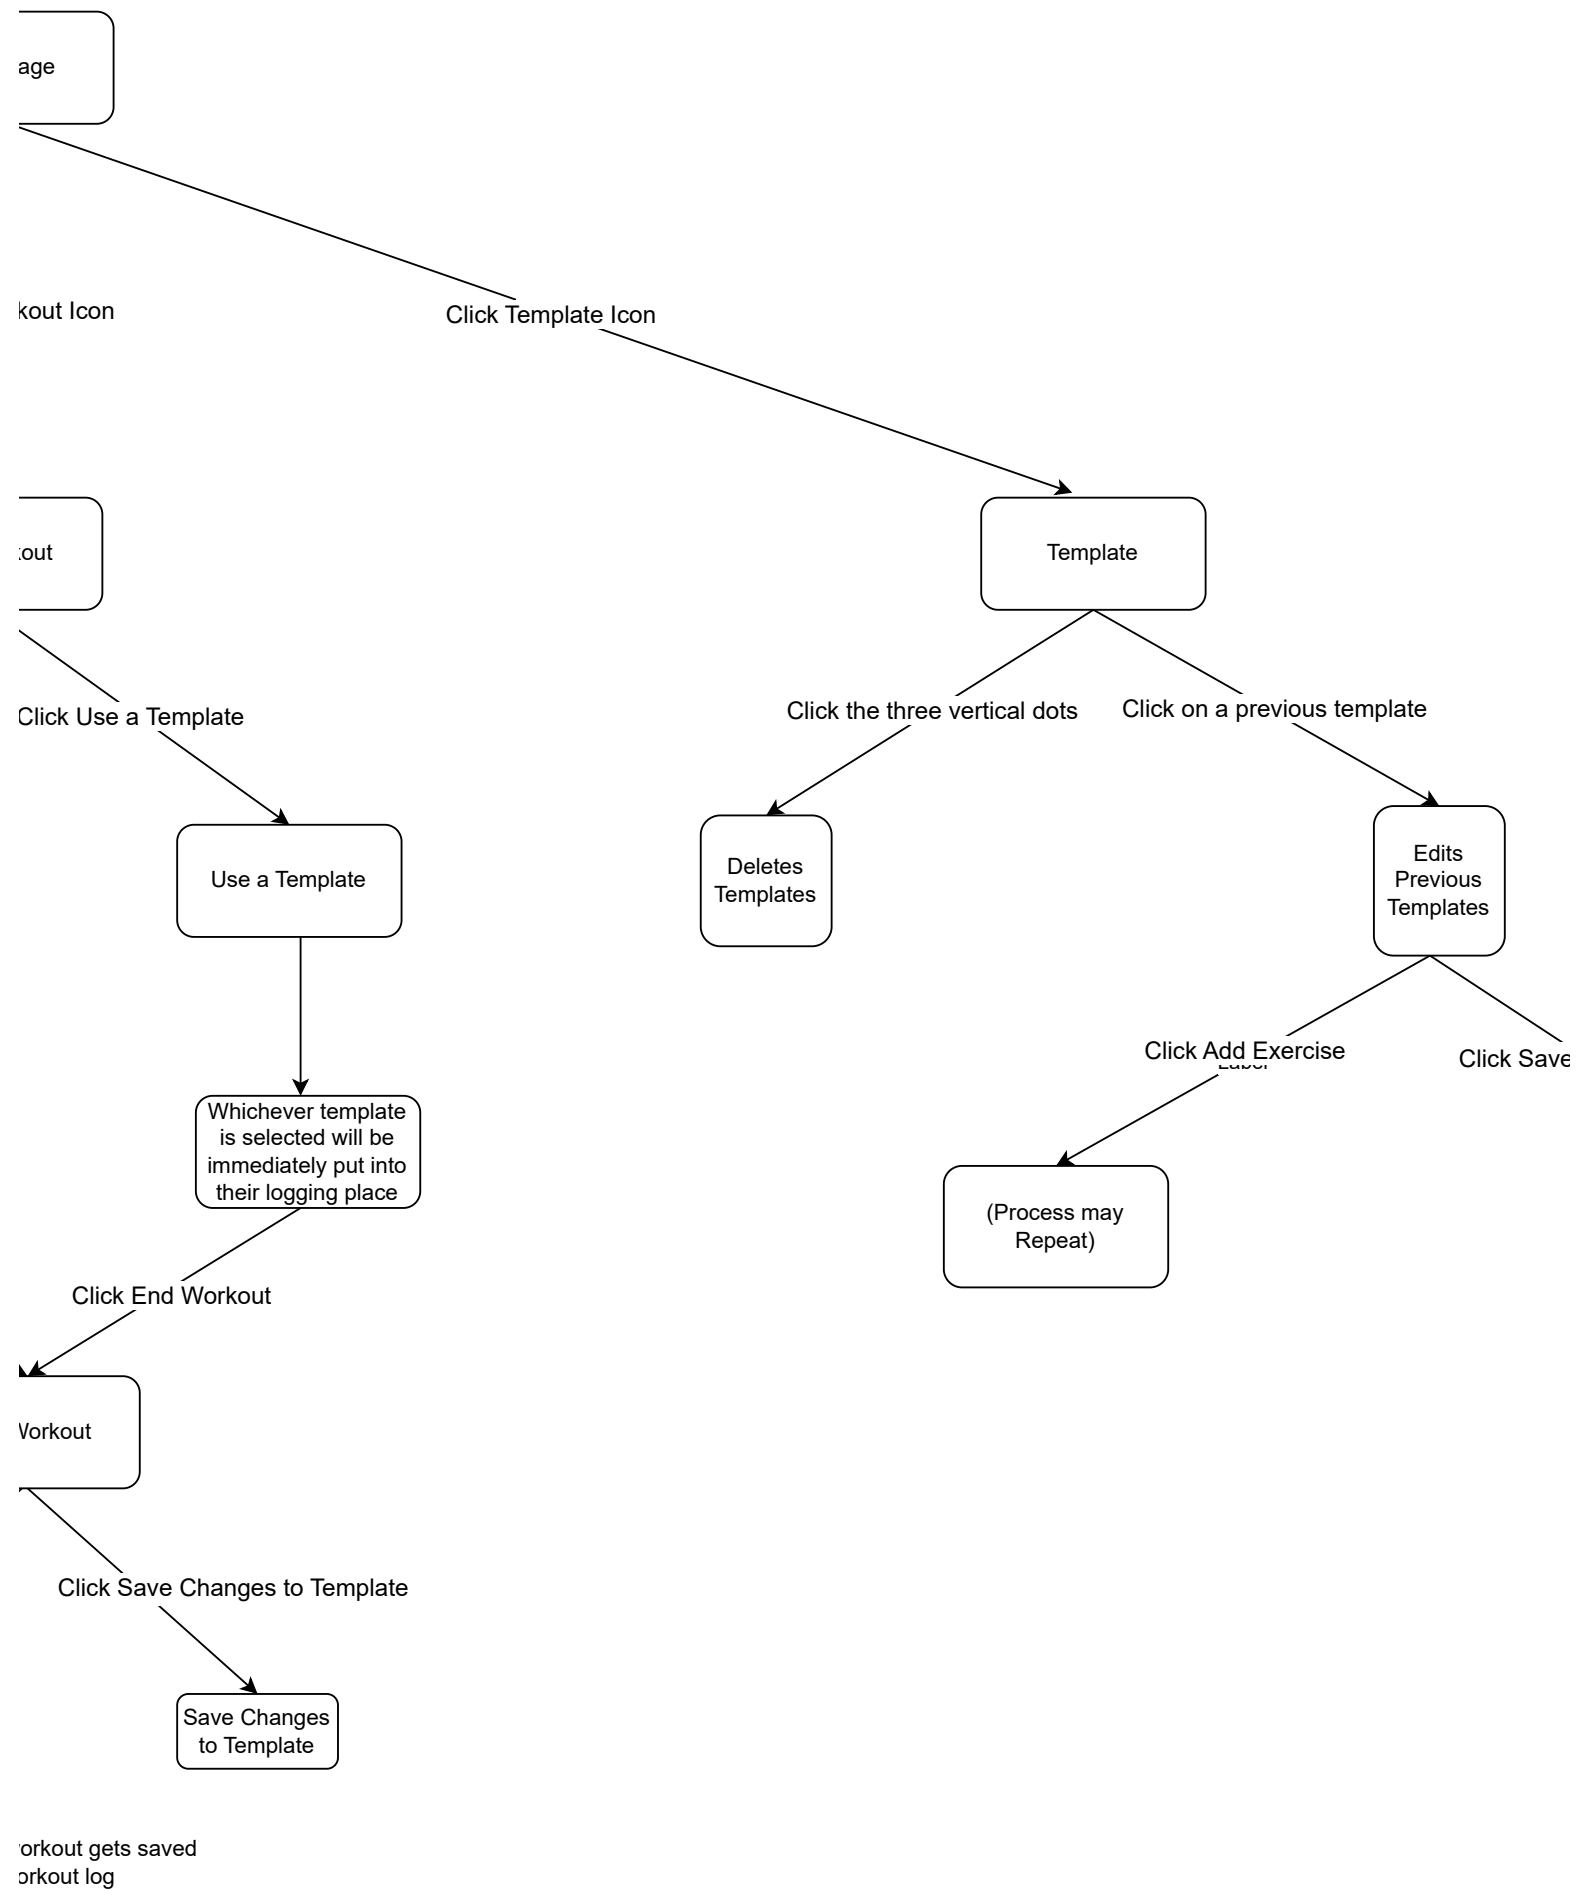 age
kout Icon
Click Template Icon
out
Template
Click Use a Template
Click the three vertical dots
Click on a previous template
Use a Template
Deletes
Templates
Edits
Previous
Templates
Click Add Exercise
Label
Click Save
Whichever template
is selected will be
immediately put into
their logging place
(Process may
Repeat)
Click End Workout
Workout
Click Save Changes to Template
Save Changes
to Template
orkout gets saved
orkout log